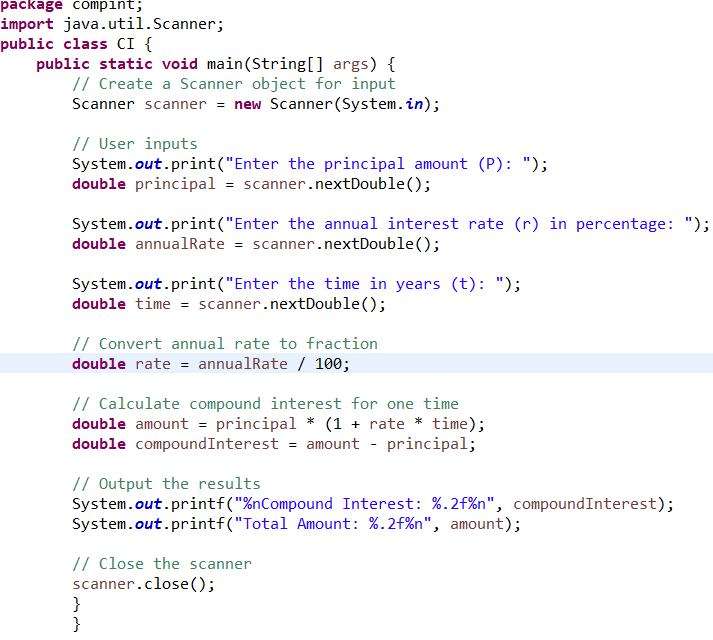 package compint;
import java.util.Scanner;
public class CI {
    public static void main(String[] args) {
        // Create a Scanner object for input
        Scanner scanner = new Scanner(System.in);

        // User inputs
        System.out.print("Enter the principal amount (P): ");
        double principal = scanner.nextDouble();

        System.out.print("Enter the annual interest rate (r) in percentage: ");
        double annualRate = scanner.nextDouble();

        System.out.print("Enter the time in years (t): ");
        double time = scanner.nextDouble();

        // Convert annual rate to fraction
        double rate = annualRate / 100;

        // Calculate compound interest for one time
        double amount = principal * (1 + rate * time);
        double compoundInterest = amount - principal;

        // Output the results
        System.out.printf("%nCompound Interest: %.2f%n", compoundInterest);
        System.out.printf("Total Amount: %.2f%n", amount);

        // Close the scanner
        scanner.close();
        }
        }